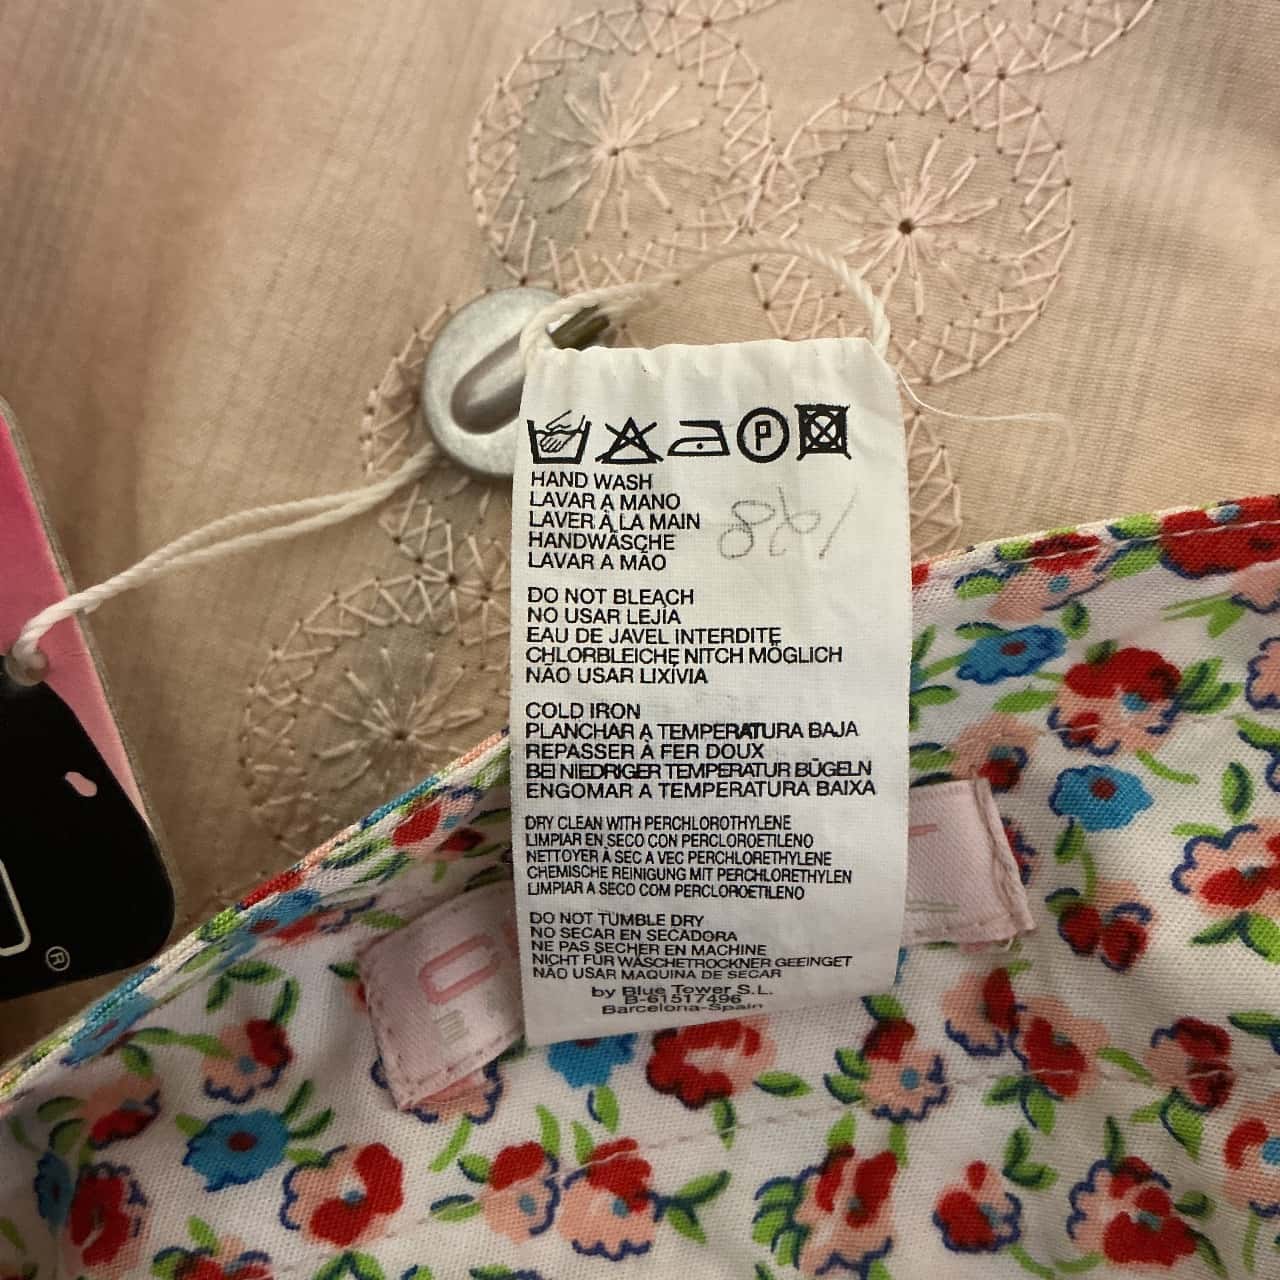 HAND WASH
LAVAR A MANO
LAVER À LA MAIN
HANDWÄSCHE
LAVAR A MÃO
DO NOT BLEACH
NO USAR LEJÍA
EAU DE JAVEL INTERDITE
CHLORBLEICHE NITCH MÖGLICH
NÃO USAR LIXÍVIA
COLD IRON
PLANCHAR A TEMPERATURA BAJA
REPASSER À FER DOUX
BEI NIEDRIGER TEMPERATUR BÜGELN
ENGOMAR A TEMPERATURA BAIXA
DRY CLEAN WITH PERCHLOROTHYLENE
LIMPIAR EN SECO CON PERCLOROETILENO
NETTOYER À SEC A VEC PERCHLORETHYLENE
CHEMISCHE REINIGUNG MIT PERCHLORETHYLEN
LIMPIAR A SECO COM PERCLOROETILENO
DO NOT TUMBLE DRY
NO SECAR EN SECADORA
NE PAS SECHER EN MACHINE
NICHT FÜR WÄSCHETROCKNER GEEINGET
NÃO USAR MAQUINA DE SECAR
by Blue Tower S.L.
B-61517496
Barcelona-Spain
P
®